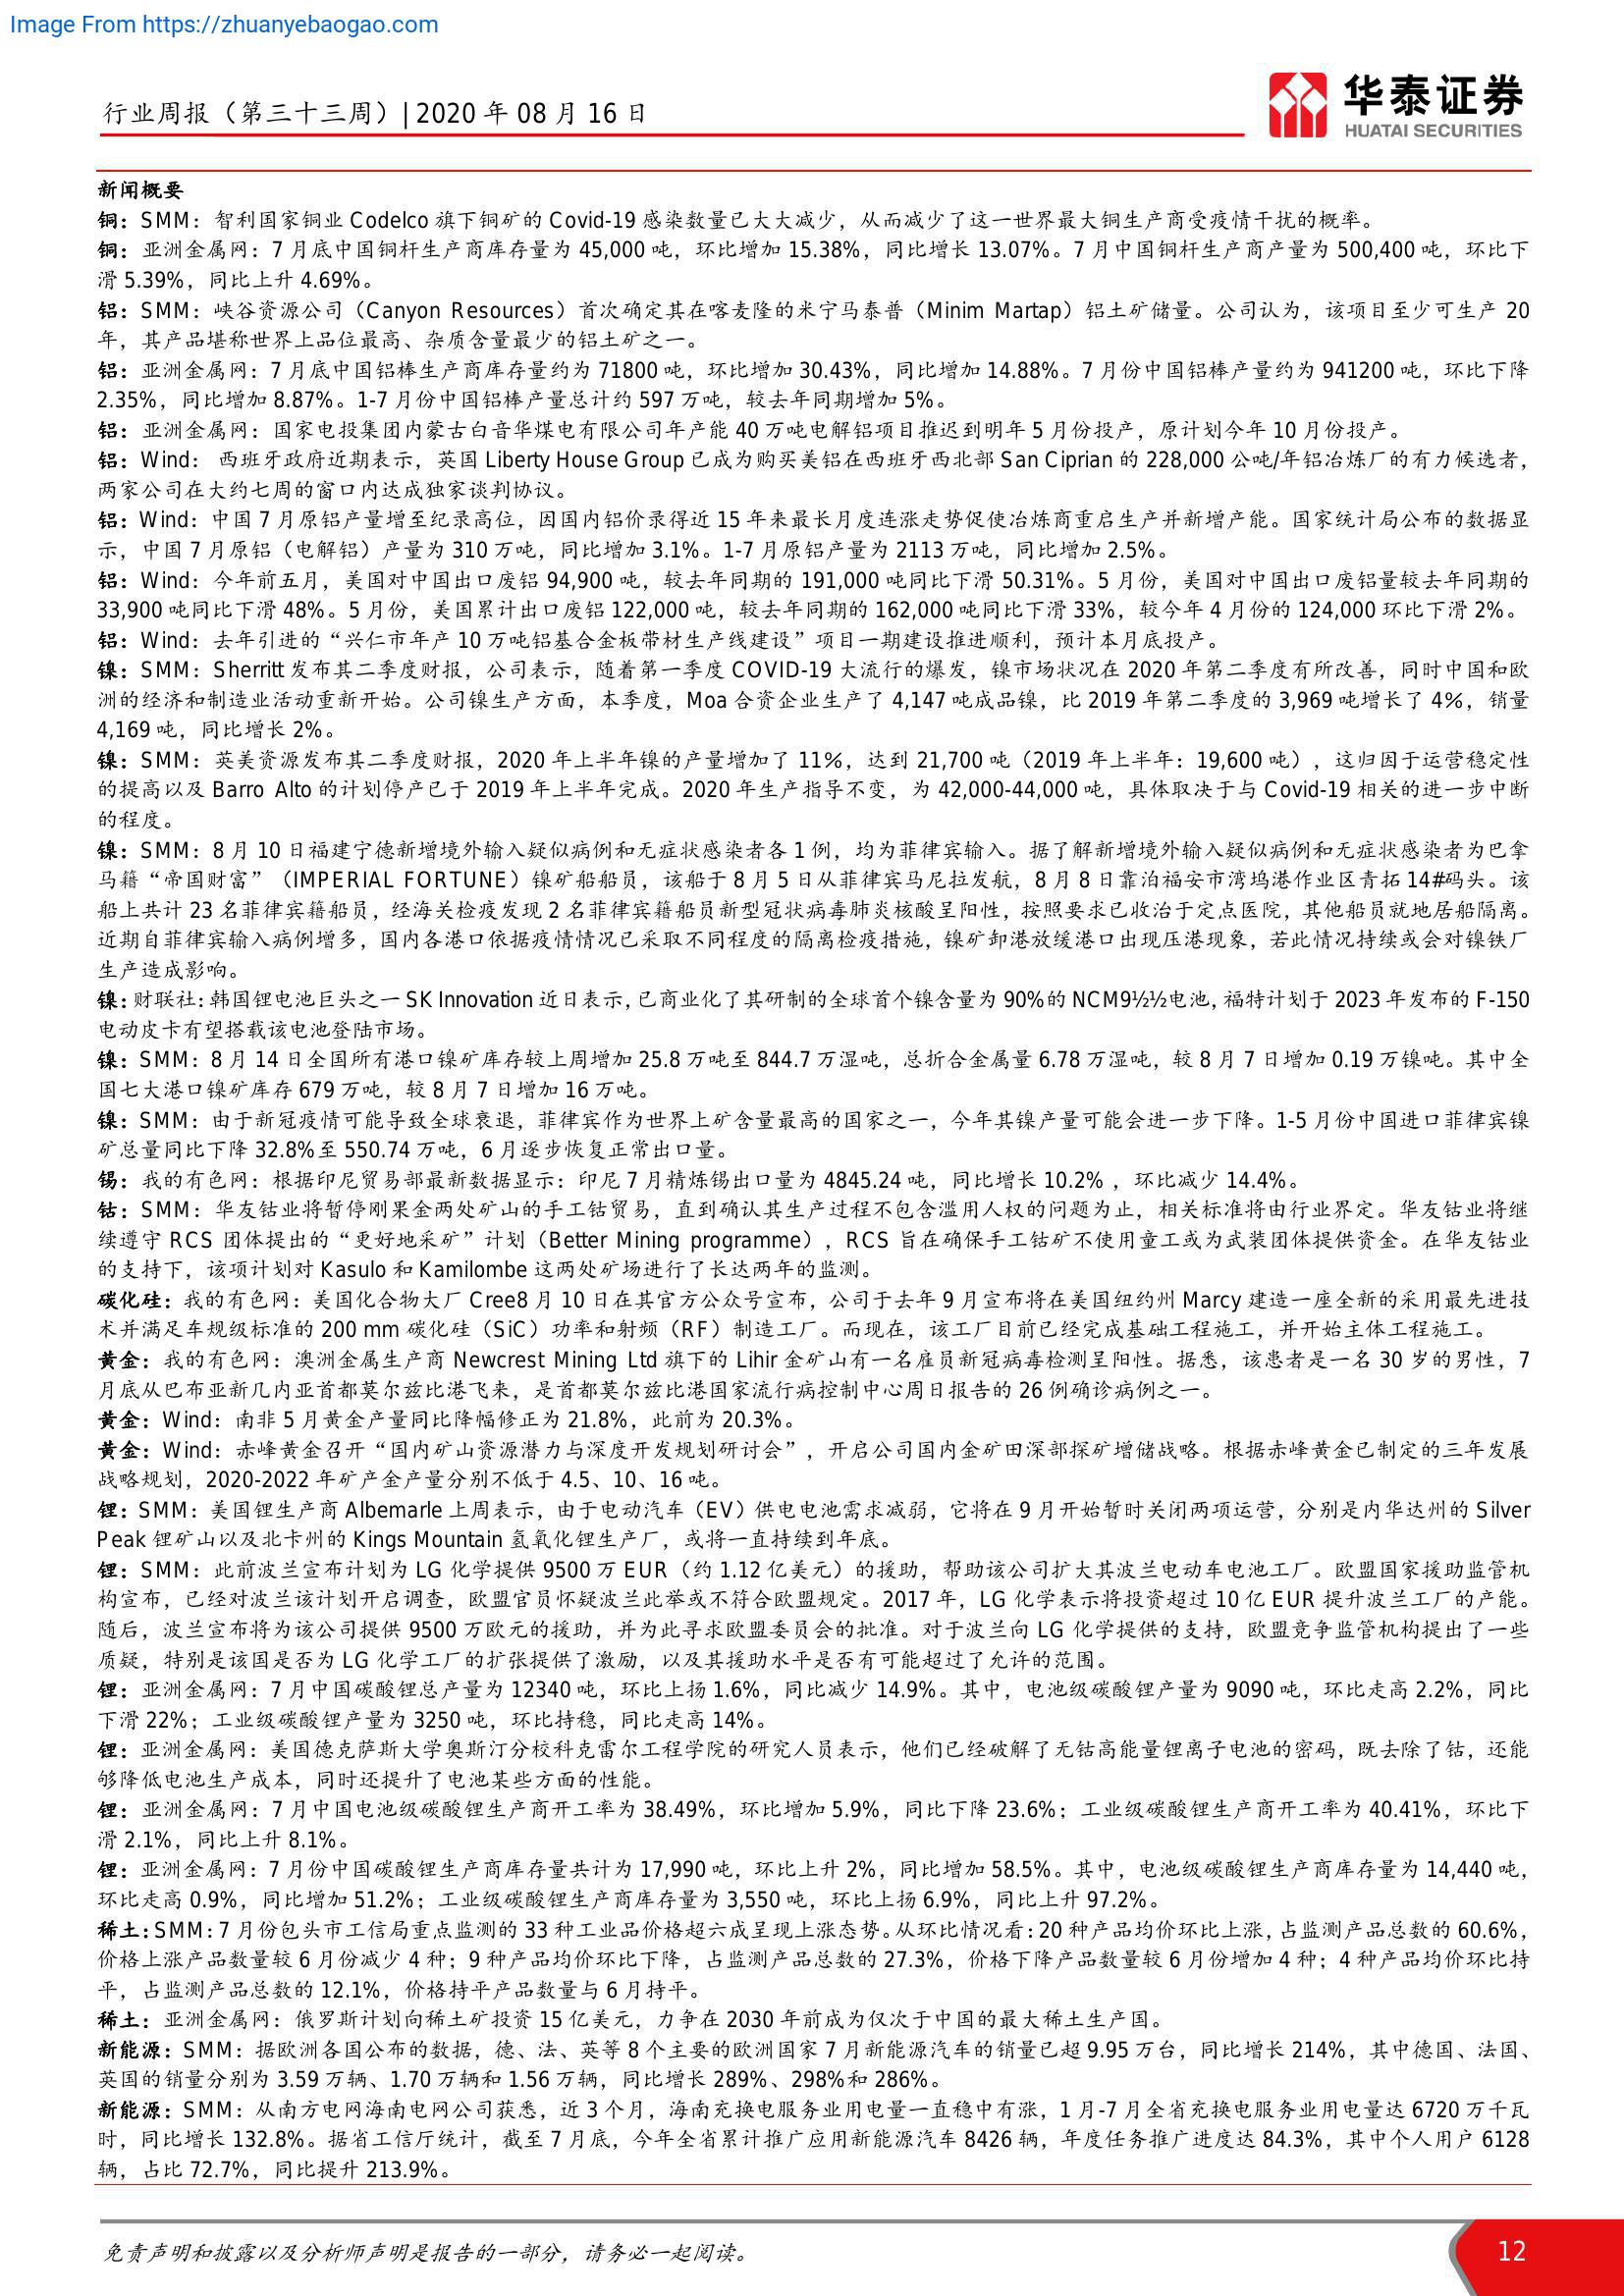 Image From https://zhuanyebaogao.com
行业周报（第三十三周）| 2020 年 08 月 16 日
华泰证券
HUATAI SECURITIES
新闻概要
铜：SMM：智利国家铜业 Codelco 旗下铜矿的 Covid-19 感染数量已大大减少，从而减少了这一世界最大铜生产商受疫情干扰的概率。
铜：亚洲金属网：7 月底中国铜杆生产商库存量为 45,000 吨，环比增加 15.38%，同比增长 13.07%。7 月中国铜杆生产商产量为 500,400 吨，环比下
滑 5.39%，同比上升 4.69%。
铝：SMM：峡谷资源公司（Canyon Resources）首次确定其在喀麦隆的米宁马泰普（Minim Martap）铝土矿储量。公司认为，该项目至少可生产 20
年，其产品堪称世界上品位最高、杂质含量最少的铝土矿之一。
铝：亚洲金属网：7 月底中国铝棒生产商库存量约为 71800 吨，环比增加 30.43%，同比增加 14.88%。7 月份中国铝棒产量约为 941200 吨，环比下降
2.35%，同比增加 8.87%。1-7 月份中国铝棒产量总计约 597 万吨，较去年同期增加 5%。
铝：亚洲金属网：国家电投集团内蒙古白音华煤电有限公司年产能 40 万吨电解铝项目推迟到明年 5 月份投产，原计划今年 10 月份投产。
铝：Wind： 西班牙政府近期表示，英国 Liberty House Group 已成为购买美铝在西班牙西北部 San Ciprian 的 228,000 公吨/年铝冶炼厂的有力候选者，
两家公司在大约七周的窗口内达成独家谈判协议。
铝：Wind：中国 7 月原铝产量增至纪录高位，因国内铝价录得近 15 年来最长月度连涨走势促使冶炼商重启生产并新增产能。国家统计局公布的数据显
示，中国 7 月原铝（电解铝）产量为 310 万吨，同比增加 3.1%。1-7 月原铝产量为 2113 万吨，同比增加 2.5%。
铝：Wind：今年前五月，美国对中国出口废铝 94,900 吨，较去年同期的 191,000 吨同比下滑 50.31%。5 月份，美国对中国出口废铝量较去年同期的
33,900 吨同比下滑 48%。5 月份，美国累计出口废铝 122,000 吨，较去年同期的 162,000 吨同比下滑 33%，较今年 4 月份的 124,000 环比下滑 2%。
铝：Wind：去年引进的“兴仁市年产 10 万吨铝基合金板带材生产线建设”项目一期建设推进顺利，预计本月底投产。
镍：SMM：Sherritt 发布其二季度财报，公司表示，随着第一季度 COVID-19 大流行的爆发，镍市场状况在 2020 年第二季度有所改善，同时中国和欧
洲的经济和制造业活动重新开始。公司镍生产方面，本季度，Moa 合资企业生产了 4,147 吨成品镍，比 2019 年第二季度的 3,969 吨增长了 4%，销量
4,169 吨，同比增长 2%。
镍：SMM：英美资源发布其二季度财报，2020 年上半年镍的产量增加了 11%，达到 21,700 吨（2019 年上半年：19,600 吨），这归因于运营稳定性
的提高以及 Barro Alto 的计划停产已于 2019 年上半年完成。2020 年生产指导不变，为 42,000-44,000 吨，具体取决于与 Covid-19 相关的进一步中断
的程度。
镍：SMM：8 月 10 日福建宁德新增境外输入疑似病例和无症状感染者各 1 例，均为菲律宾输入。据了解新增境外输入疑似病例和无症状感染者为巴拿
马籍“帝国财富”（IMPERIAL FORTUNE）镍矿船船员，该船于 8 月 5 日从菲律宾马尼拉发航，8 月 8 日靠泊福安市湾坞港作业区青拓 14#码头。该
船上共计 23 名菲律宾籍船员，经海关检疫发现 2 名菲律宾籍船员新型冠状病毒肺炎核酸呈阳性，按照要求已收治于定点医院，其他船员就地居船隔离。
近期自菲律宾输入病例增多，国内各港口依据疫情情况已采取不同程度的隔离检疫措施，镍矿卸港放缓港口出现压港现象，若此情况持续或会对镍铁厂
生产造成影响。
镍：财联社：韩国锂电池巨头之一 SK Innovation 近日表示，已商业化了其研制的全球首个镍含量为 90%的 NCM9½½电池，福特计划于 2023 年发布的 F-150
电动皮卡有望搭载该电池登陆市场。
镍：SMM：8 月 14 日全国所有港口镍矿库存较上周增加 25.8 万吨至 844.7 万湿吨，总折合金属量 6.78 万湿吨，较 8 月 7 日增加 0.19 万镍吨。其中全
国七大港口镍矿库存 679 万吨，较 8 月 7 日增加 16 万吨。
镍：SMM：由于新冠疫情可能导致全球衰退，菲律宾作为世界上矿含量最高的国家之一，今年其镍产量可能会进一步下降。1-5 月份中国进口菲律宾镍
矿总量同比下降 32.8%至 550.74 万吨，6 月逐步恢复正常出口量。
锡：我的有色网：根据印尼贸易部最新数据显示：印尼 7 月精炼锡出口量为 4845.24 吨，同比增长 10.2% ，环比减少 14.4%。
钴：SMM：华友钴业将暂停刚果金两处矿山的手工钴贸易，直到确认其生产过程不包含滥用人权的问题为止，相关标准将由行业界定。华友钴业将继
续遵守 RCS 团体提出的“更好地采矿”计划（Better Mining programme），RCS 旨在确保手工钴矿不使用童工或为武装团体提供资金。在华友钴业
的支持下，该项计划对 Kasulo 和 Kamilombe 这两处矿场进行了长达两年的监测。
碳化硅：我的有色网：美国化合物大厂 Cree8 月 10 日在其官方公众号宣布，公司于去年 9 月宣布将在美国纽约州 Marcy 建造一座全新的采用最先进技
术并满足车规级标准的 200 mm 碳化硅（SiC）功率和射频（RF）制造工厂。而现在，该工厂目前已经完成基础工程施工，并开始主体工程施工。
黄金：我的有色网：澳洲金属生产商 Newcrest Mining Ltd 旗下的 Lihir 金矿山有一名雇员新冠病毒检测呈阳性。据悉，该患者是一名 30 岁的男性，7
月底从巴布亚新几内亚首都莫尔兹比港飞来，是首都莫尔兹比港国家流行病控制中心周日报告的 26 例确诊病例之一。
黄金：Wind：南非 5 月黄金产量同比降幅修正为 21.8%，此前为 20.3%。
黄金：Wind：赤峰黄金召开“国内矿山资源潜力与深度开发规划研讨会”，开启公司国内金矿田深部探矿增储战略。根据赤峰黄金已制定的三年发展
战略规划，2020-2022 年矿产金产量分别不低于 4.5、10、16 吨。
锂：SMM：美国锂生产商 Albemarle 上周表示，由于电动汽车（EV）供电电池需求减弱，它将在 9 月开始暂时关闭两项运营，分别是内华达州的 Silver
Peak 锂矿山以及北卡州的 Kings Mountain 氢氧化锂生产厂，或将一直持续到年底。
锂：SMM：此前波兰宣布计划为 LG 化学提供 9500 万 EUR（约 1.12 亿美元）的援助，帮助该公司扩大其波兰电动车电池工厂。欧盟国家援助监管机
构宣布，已经对波兰该计划开启调查，欧盟官员怀疑波兰此举或不符合欧盟规定。2017 年，LG 化学表示将投资超过 10 亿 EUR 提升波兰工厂的产能。
随后，波兰宣布将为该公司提供 9500 万欧元的援助，并为此寻求欧盟委员会的批准。对于波兰向 LG 化学提供的支持，欧盟竞争监管机构提出了一些
质疑，特别是该国是否为 LG 化学工厂的扩张提供了激励，以及其援助水平是否有可能超过了允许的范围。
锂：亚洲金属网：7 月中国碳酸锂总产量为 12340 吨，环比上扬 1.6%，同比减少 14.9%。其中，电池级碳酸锂产量为 9090 吨，环比走高 2.2%，同比
下滑 22%；工业级碳酸锂产量为 3250 吨，环比持稳，同比走高 14%。
锂：亚洲金属网：美国德克萨斯大学奥斯汀分校科克雷尔工程学院的研究人员表示，他们已经破解了无钴高能量锂离子电池的密码，既去除了钴，还能
够降低电池生产成本，同时还提升了电池某些方面的性能。
锂：亚洲金属网：7 月中国电池级碳酸锂生产商开工率为 38.49%，环比增加 5.9%，同比下降 23.6%；工业级碳酸锂生产商开工率为 40.41%，环比下
滑 2.1%，同比上升 8.1%。
锂：亚洲金属网：7 月份中国碳酸锂生产商库存量共计为 17,990 吨，环比上升 2%，同比增加 58.5%。其中，电池级碳酸锂生产商库存量为 14,440 吨，
环比走高 0.9%，同比增加 51.2%；工业级碳酸锂生产商库存量为 3,550 吨，环比上扬 6.9%，同比上升 97.2%。
稀土：SMM：7 月份包头市工信局重点监测的 33 种工业品价格超六成呈现上涨态势。从环比情况看：20 种产品均价环比上涨，占监测产品总数的 60.6%，
价格上涨产品数量较 6 月份减少 4 种；9 种产品均价环比下降，占监测产品总数的 27.3%，价格下降产品数量较 6 月份增加 4 种；4 种产品均价环比持
平，占监测产品总数的 12.1%，价格持平产品数量与 6 月持平。
稀土：亚洲金属网：俄罗斯计划向稀土矿投资 15 亿美元，力争在 2030 年前成为仅次于中国的最大稀土生产国。
新能源：SMM：据欧洲各国公布的数据，德、法、英等 8 个主要的欧洲国家 7 月新能源汽车的销量已超 9.95 万台，同比增长 214%，其中德国、法国、
英国的销量分别为 3.59 万辆、1.70 万辆和 1.56 万辆，同比增长 289%、298%和 286%。
新能源：SMM：从南方电网海南电网公司获悉，近 3 个月，海南充换电服务业用电量一直稳中有涨，1 月-7 月全省充换电服务业用电量达 6720 万千瓦
时，同比增长 132.8%。据省工信厅统计，截至 7 月底，今年全省累计推广应用新能源汽车 8426 辆，年度任务推广进度达 84.3%，其中个人用户 6128
辆，占比 72.7%，同比提升 213.9%。
免责声明和披露以及分析师声明是报告的一部分，请务必一起阅读。
12